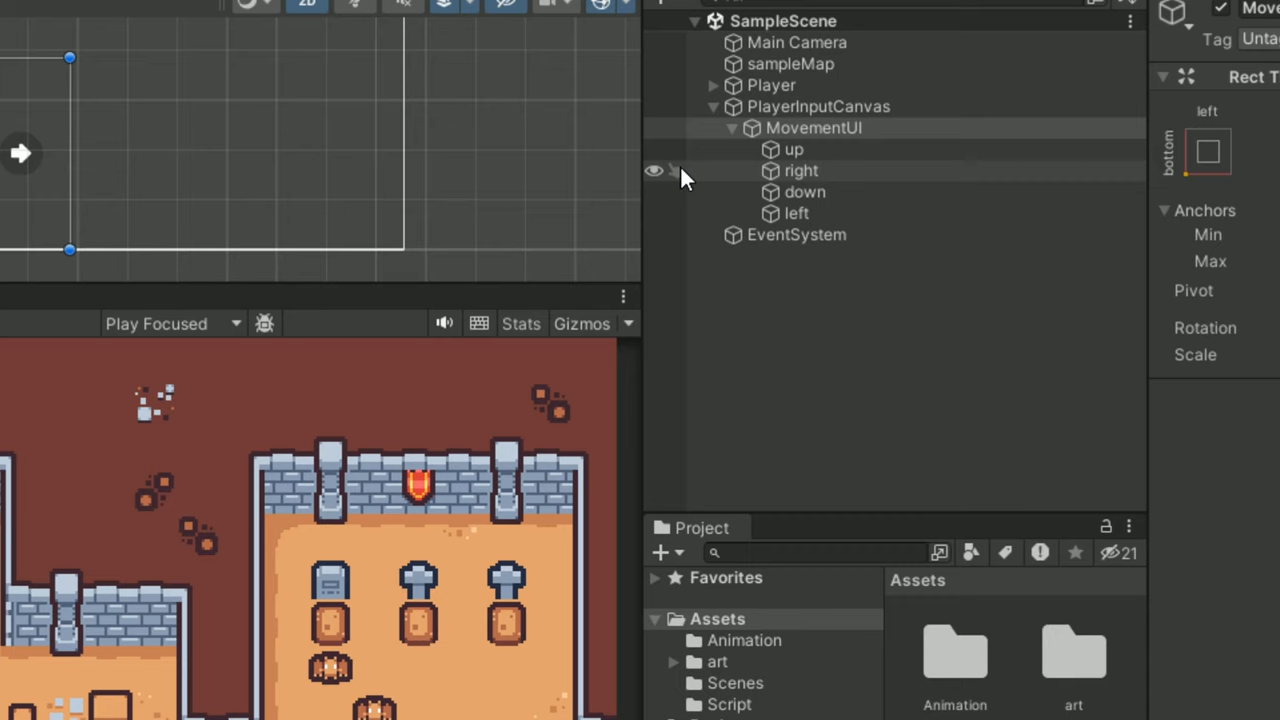 2D
SampleScene
Main Camera
sampleMap
Player
PlayerInputCanvas
MovementUI
up
right
down
left
EventSystem
Move
Tag Unta
Rect T
left
bottom
Anchors
Min
Max
Pivot
Rotation
Scale
Play Focused
Stats
Gizmos
Project
21
Favorites
Assets
Animation
art
Scenes
Script
Assets
Animation
art